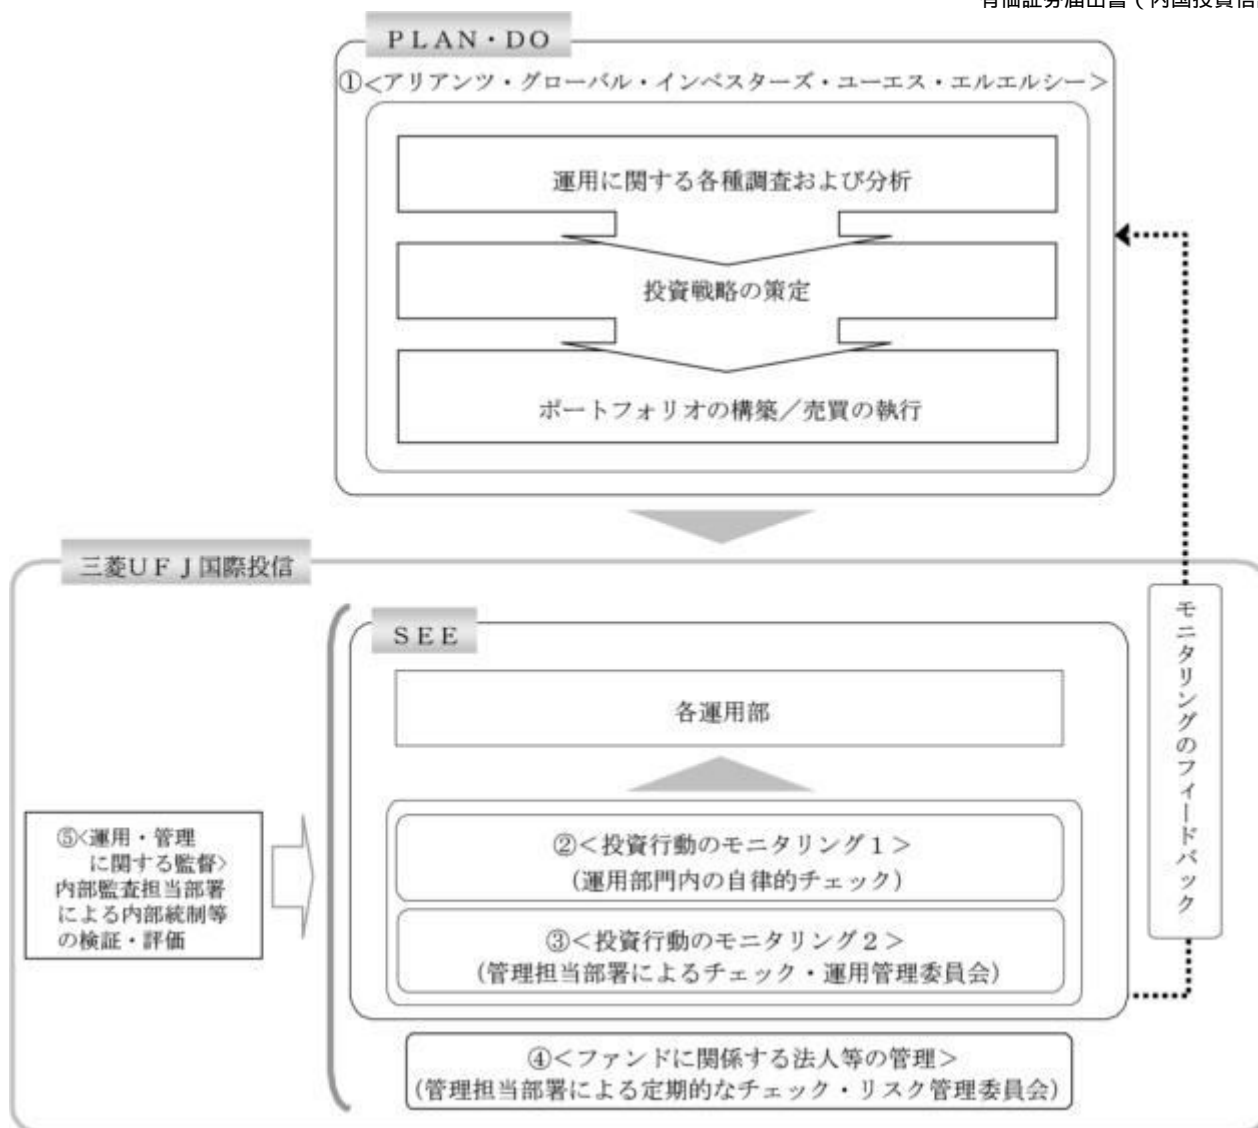 有価証券届出書(内国投資信
PLAN・DO
①<アリアンツ・グローバル・インベスターズ・ユーエス・エルエルシー>
運用に関する各種調査および分析
投資戦略の策定
ポートフォリオの構築/売買の執行
三菱UFJ国際投信
SEE
各運用部
②<投資行動のモニタリング1>
(運用部門内の自律的チェック)
③<投資行動のモニタリング2>
(管理担当部署によるチェック・運用管理委員会)
④<ファンドに関係する法人等の管理>
(管理担当部署による定期的なチェック・リスク管理委員会)
⑤<運用・管理
に関する監督>
内部監査担当部署
による内部統制等
の検証・評価
モニタリングのフィードバック